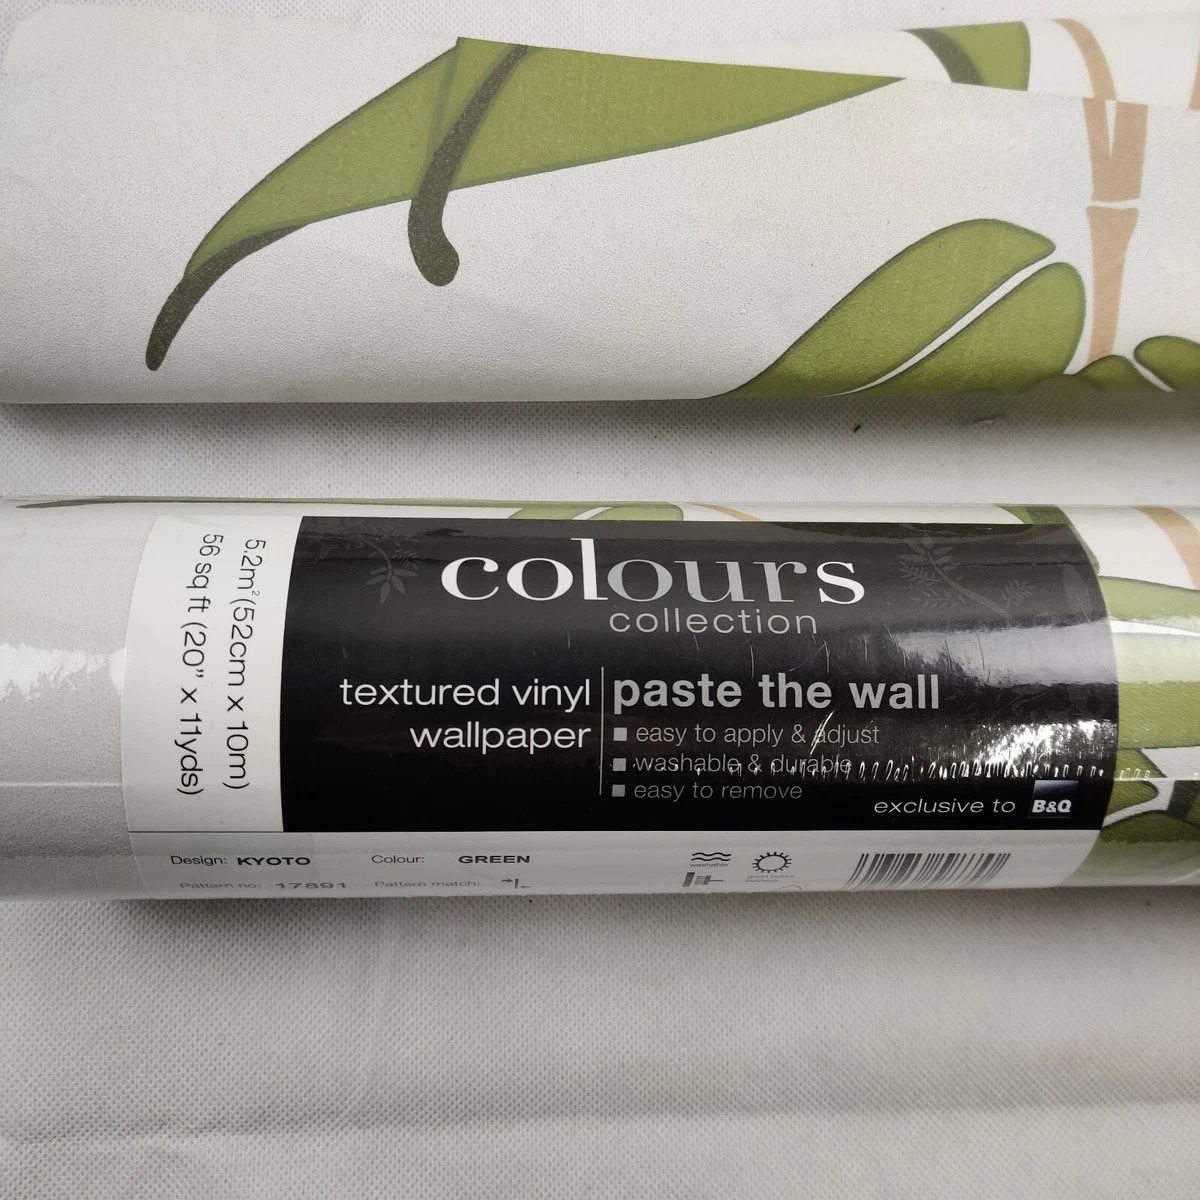 colours
collection
textured vinyl
wallpaper
paste the wall
easy to apply & adjust
washable & durable
easy to remove
exclusive to B&Q
5.2m² (52cm x 10m)
56 sq ft (20" x 11yds)
Design: KYOTO Colour: GREEN
Pattern no: 17891 Pattern match:
washable